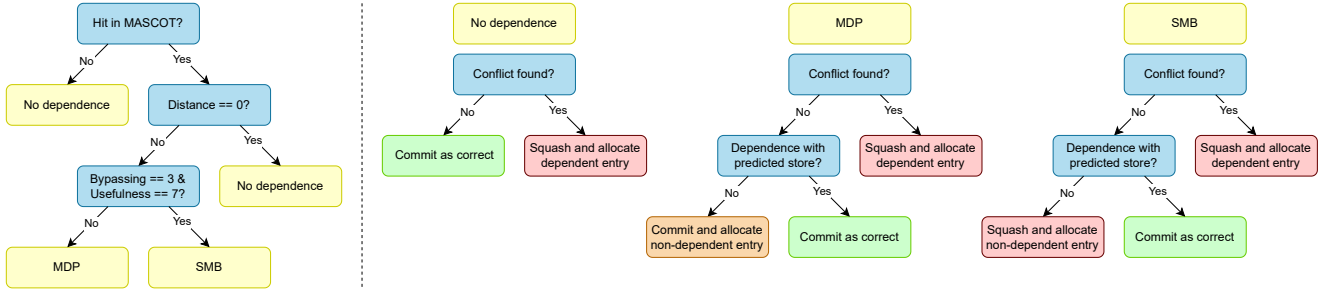 Hit in MASCOT?
No
Yes
No dependence
Distance == 0?
No
Yes
Bypassing == 3 &
Usefulness == 7?
No dependence
No
Yes
MDP
SMB
No dependence
Conflict found?
No
Yes
Commit as correct
Squash and allocate
dependent entry
MDP
Conflict found?
No
Yes
Dependence with
predicted store?
Squash and allocate
dependent entry
No
Yes
Commit and allocate
non-dependent entry
Commit as correct
SMB
Conflict found?
No
Yes
Dependence with
predicted store?
Squash and allocate
dependent entry
No
Yes
Squash and allocate
non-dependent entry
Commit as correct